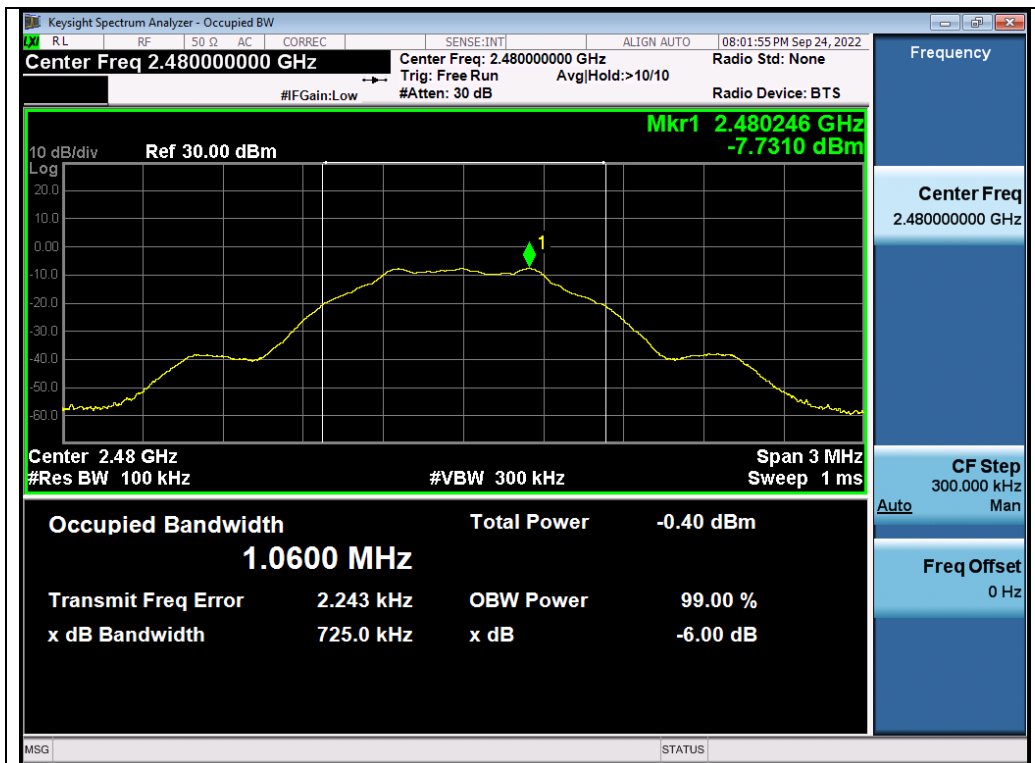 Keysight Spectrum Analyzer - Occupied BW
LXI RL RF 50 Ω AC CORREC SENSE:INT ALIGN AUTO 08:01:55 PM Sep 24, 2022
Center Freq 2.480000000 GHz
Center Freq: 2.480000000 GHz Radio Std: None
Trig: Free Run Avg|Hold:>10/10
#IFGain:Low #Atten: 30 dB Radio Device: BTS
Mkr1 2.480246 GHz
10 dB/div Ref 30.00 dBm -7.7310 dBm
Log
20.0
10.0
0.00
1
-10.0
-20.0
-30.0
-40.0
-50.0
-60.0
Center 2.48 GHz Span 3 MHz
#Res BW 100 kHz #VBW 300 kHz Sweep 1 ms
Occupied Bandwidth Total Power -0.40 dBm
1.0600 MHz
Transmit Freq Error 2.243 kHz OBW Power 99.00 %
x dB Bandwidth 725.0 kHz x dB -6.00 dB
Frequency
Center Freq
2.480000000 GHz
CF Step
300.000 kHz
Auto Man
Freq Offset
0 Hz
MSG STATUS